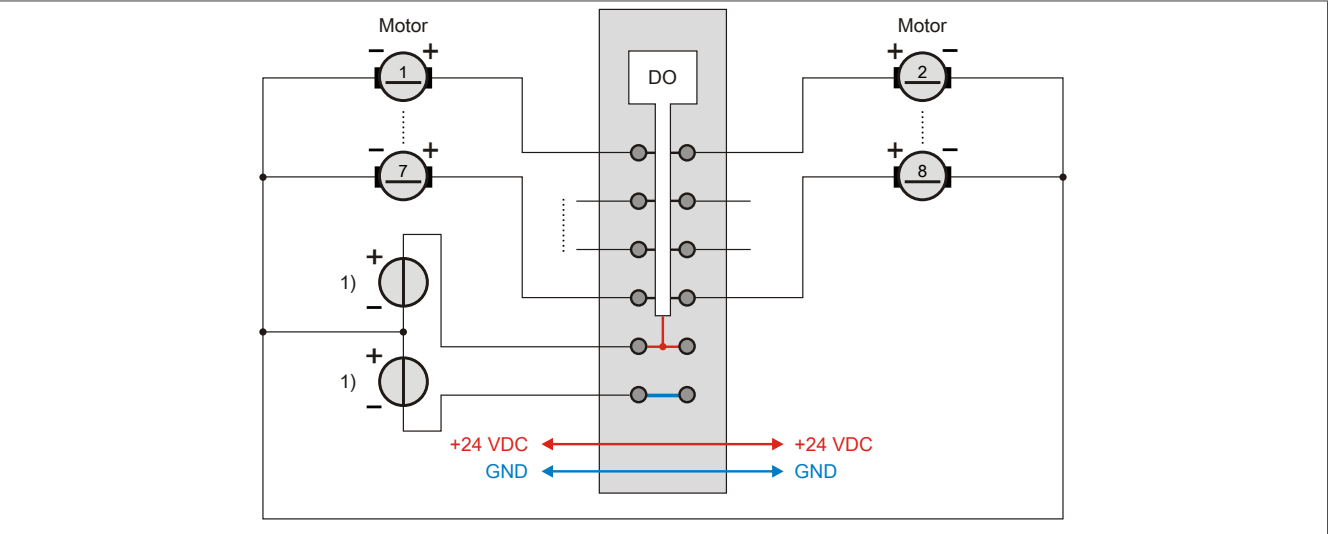 Motor
Motor
− + 1
DO
+ 2 −
− + 7
+ 8 −
+
1)
−
+
1)
−
+24 VDC
+24 VDC
GND
GND